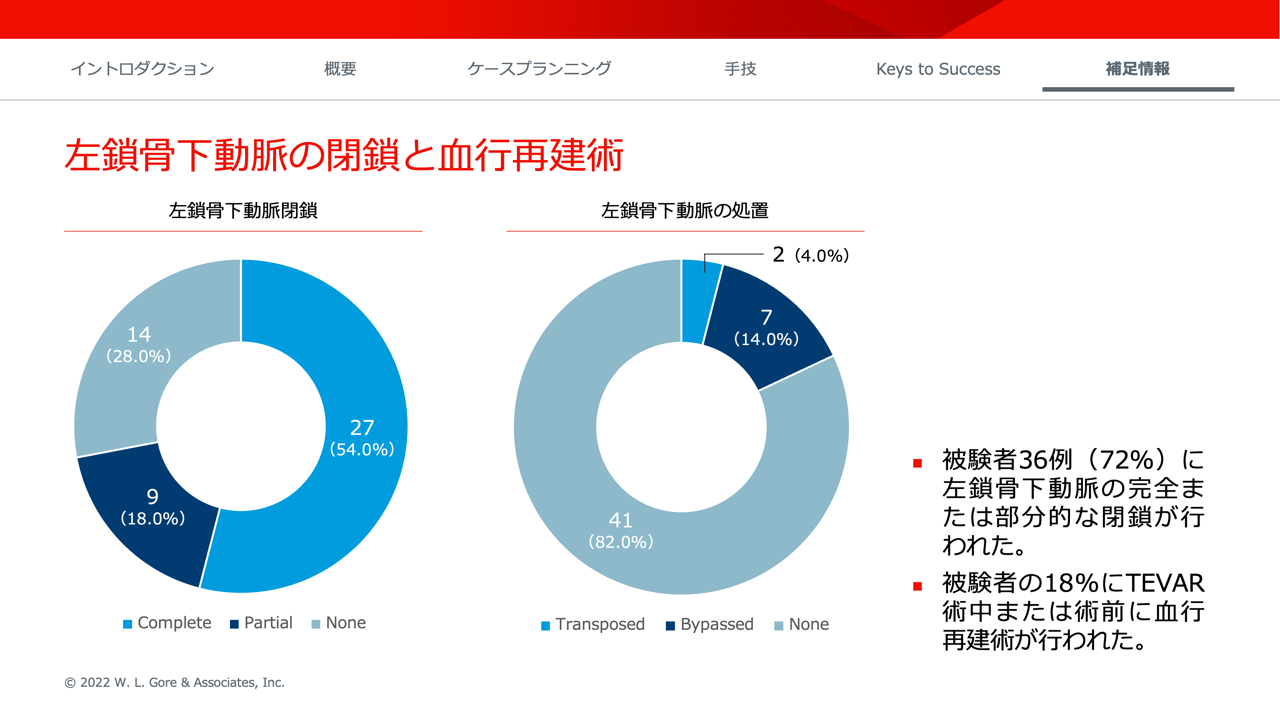 イントロダクション
概要
ケースプランニング
手技
Keys to Success
補足情報
左鎖骨下動脈の閉鎖と血行再建術
左鎖骨下動脈閉鎖
14
（28.0%）
27
（54.0%）
9
（18.0%）
■ Complete ■ Partial ■ None
左鎖骨下動脈の処置
2（4.0%）
7
（14.0%）
41
（82.0%）
■ Transposed ■ Bypassed ■ None
■ 被験者36例（72%）に
左鎖骨下動脈の完全ま
たは部分的な閉鎖が行
われた。
■ 被験者の18%にTEVAR
術中または術前に血行
再建術が行われた。
© 2022 W. L. Gore & Associates, Inc.